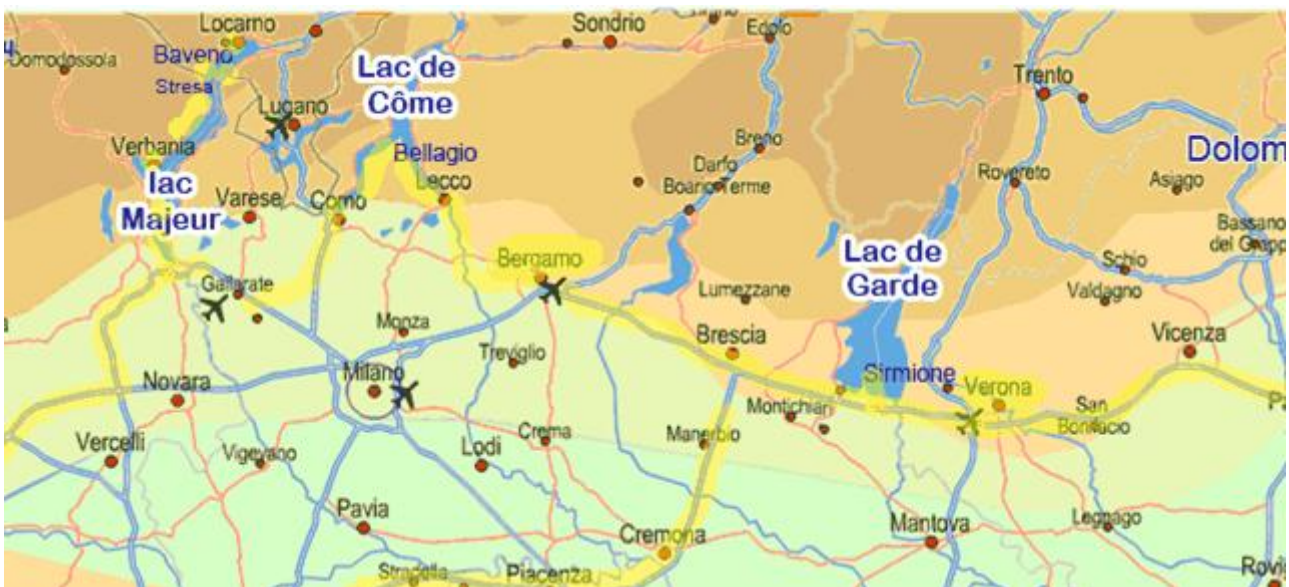 Locarno
Sondrio
Edolo
Baveno
Domodossola
Stresa
Lac de
Côme
Trento
Lugano
Verbania
Bellagio
Breno
Dolom
Darfo
Boario Terme
Lecco
Rovereto
Asiago
lac
Majeur
Varese
Como
Bassano
del Grapp
Lac de
Garde
Bergamo
Schio
Gallarate
Lumezzane
Valdagno
Monza
Brescia
Vicenza
Treviglio
Milano
Sirmione
Novara
Verona
Montichiari
San
Bonifacio
Pa
Vercelli
Vigevano
Lodi
Crema
Manerbio
Pavia
Cremona
Mantova
Legnago
Rovig
Stradella
Piacenza